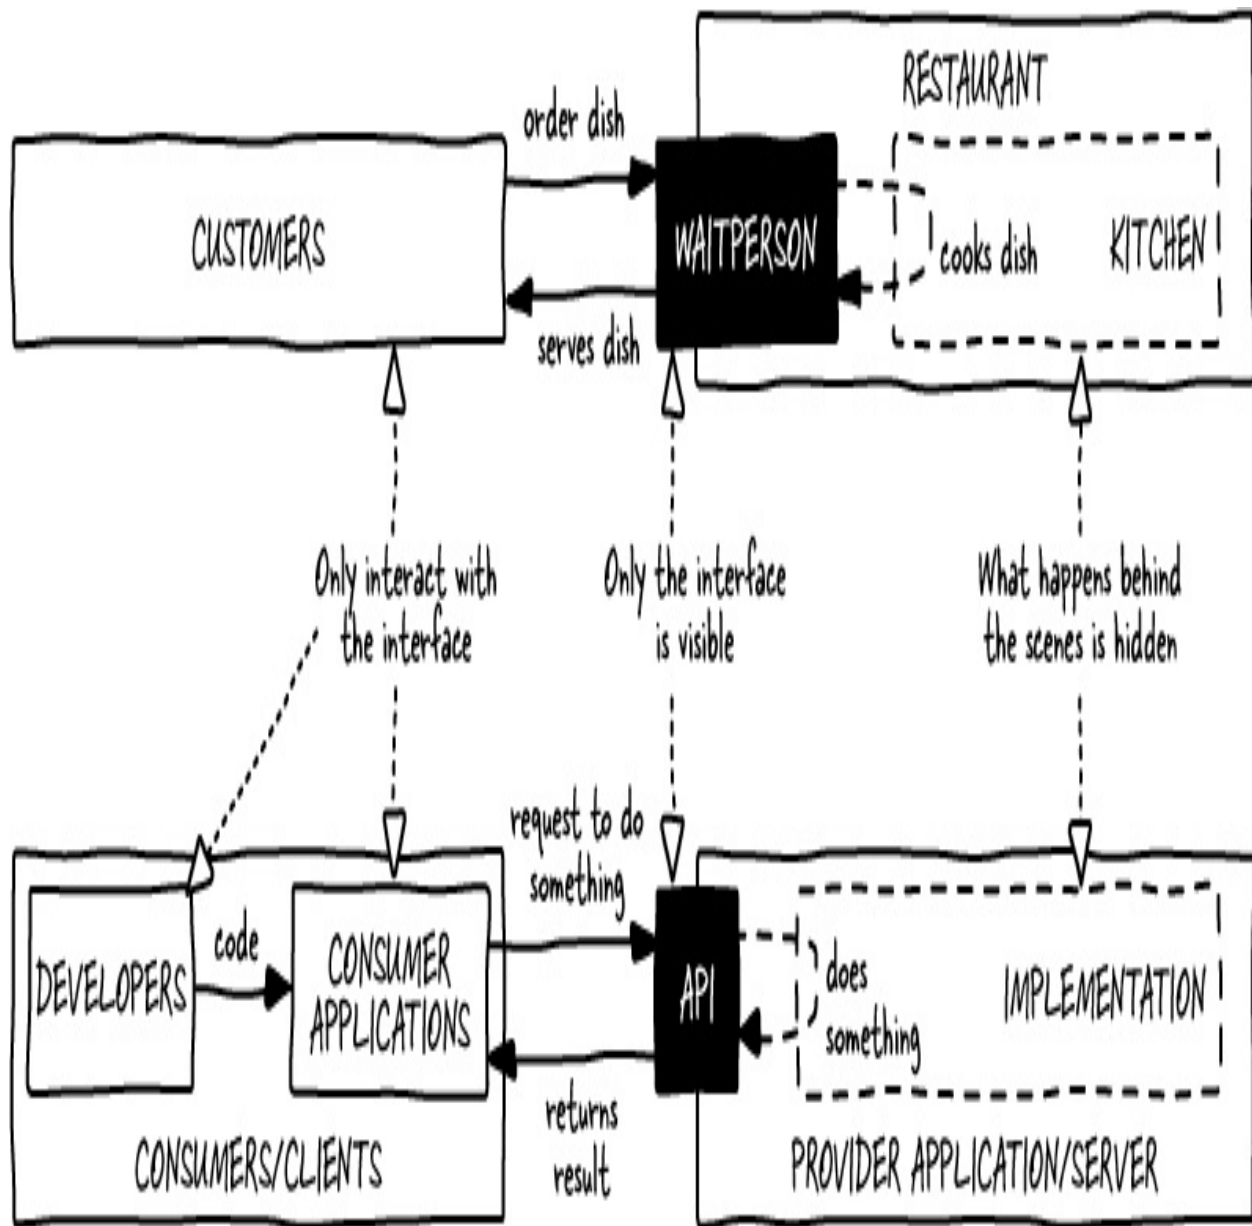 RESTAURANT
order dish
CUSTOMERS
WAITPERSON
cooks dish
KITCHEN
serves dish
Only interact with
the interface
Only the interface
is visible
What happens behind
the scenes is hidden
request to do
something
code
DEVELOPERS
CONSUMER
APPLICATIONS
API
does
something
IMPLEMENTATION
returns
result
CONSUMERS/CLIENTS
PROVIDER APPLICATION/SERVER